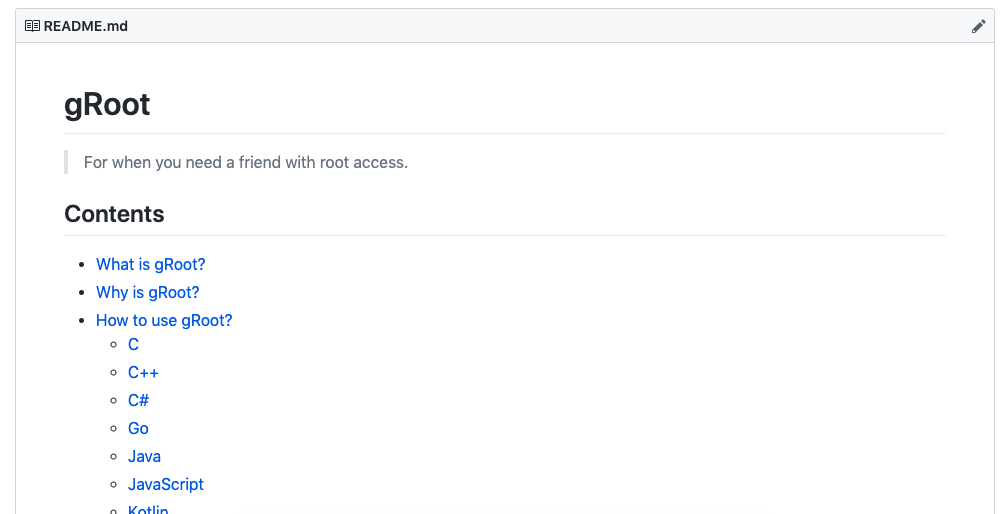 README.md
gRoot
For when you need a friend with root access.
Contents
What is gRoot?
Why is gRoot?
How to use gRoot?
C
C++
C#
Go
Java
JavaScript
Kotlin